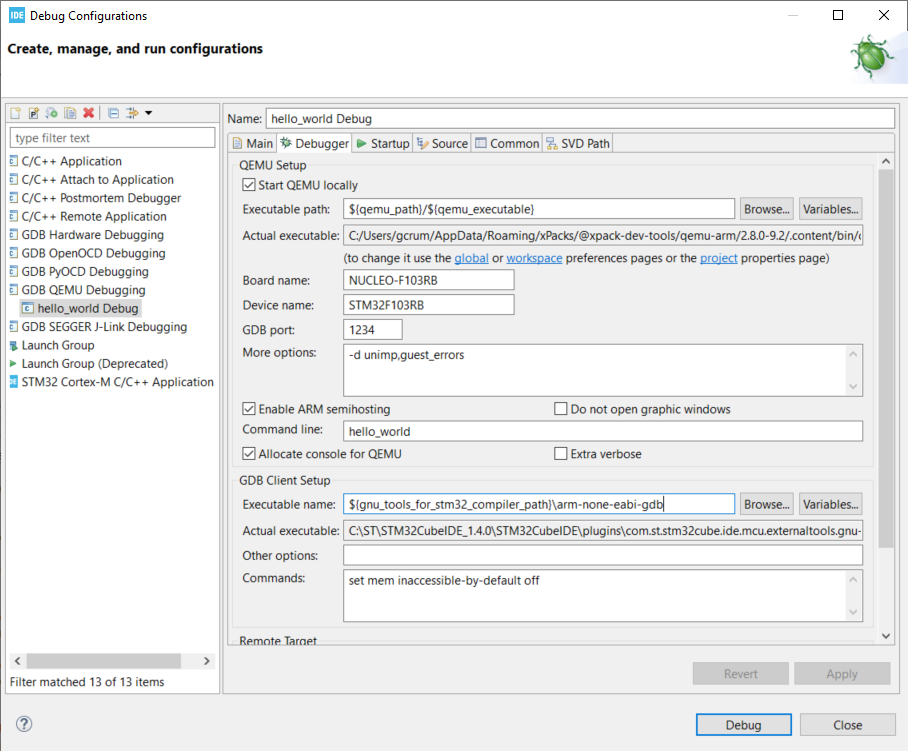 IDE Debug Configurations
Create, manage, and run configurations
type filter text
C/C++ Application
C/C++ Attach to Application
C/C++ Postmortem Debugger
C/C++ Remote Application
GDB Hardware Debugging
GDB OpenOCD Debugging
GDB PyOCD Debugging
GDB QEMU Debugging
hello_world Debug
GDB SEGGER J-Link Debugging
Launch Group
Launch Group (Deprecated)
IDE STM32 Cortex-M C/C++ Application
Filter matched 13 of 13 items
Name: hello_world Debug
Main Debugger Startup Source Common SVD Path
QEMU Setup
Start QEMU locally
Executable path: ${qemu_path}/${qemu_executable} Browse... Variables...
Actual executable: C:/Users/gcrum/AppData/Roaming/xPacks/@xpack-dev-tools/qemu-arm/2.8.0-9.2/.content/bin/
(to change it use the global or workspace preferences pages or the project properties page)
Board name: NUCLEO-F103RB
Device name: STM32F103RB
GDB port: 1234
More options: -d unimp,guest_errors
Enable ARM semihosting Do not open graphic windows
Command line: hello_world
Allocate console for QEMU Extra verbose
GDB Client Setup
Executable name: ${gnu_tools_for_stm32_compiler_path}\arm-none-eabi-gdb Browse... Variables...
Actual executable: C:\ST\STM32CubeIDE_1.4.0\STM32CubeIDE\plugins\com.st.stm32cube.ide.mcu.externaltools.gnu-
Other options:
Commands: set mem inaccessible-by-default off
Remote Target
Revert Apply
? Debug Close